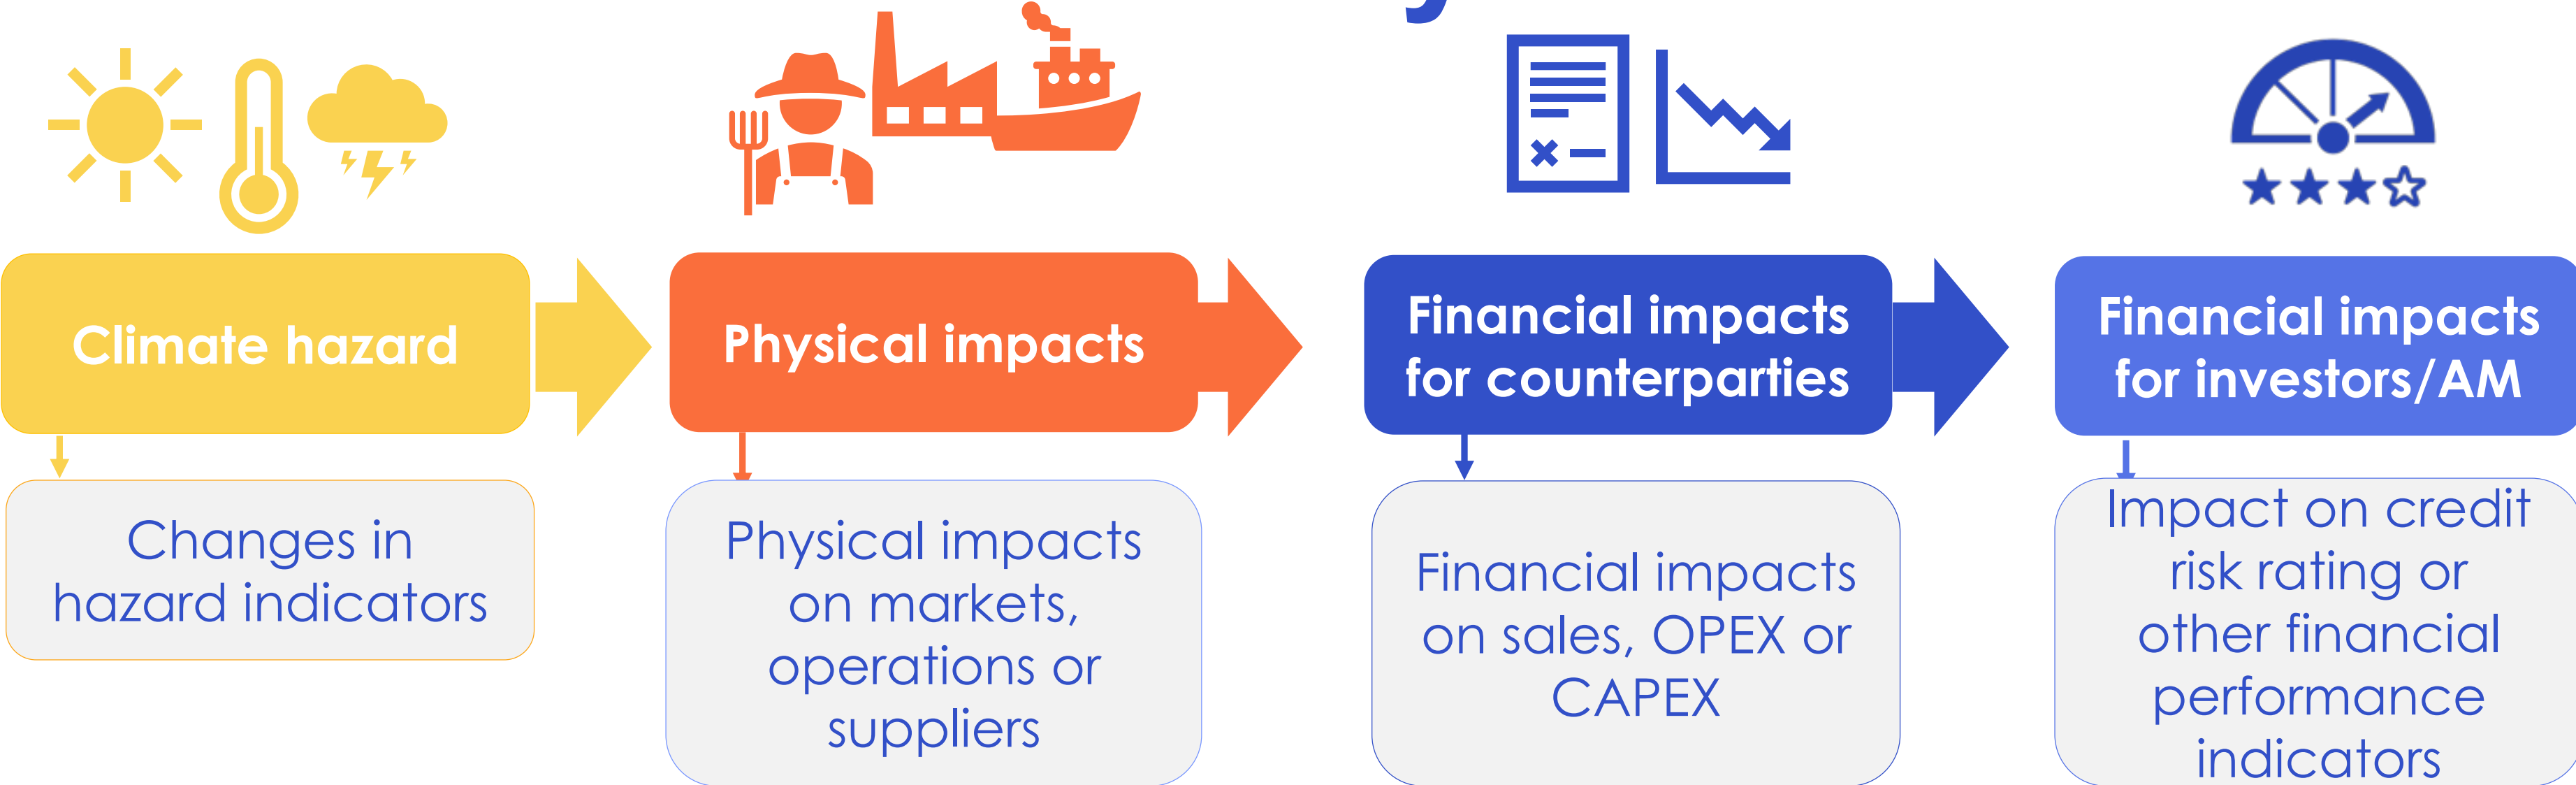 Climate hazard
Physical impacts
Financial impacts
for counterparties
Financial impacts
for investors/AM
Changes in
hazard indicators
Physical impacts
on markets,
operations or
suppliers
Financial impacts
on sales, OPEX or
CAPEX
Impact on credit
risk rating or
other financial
performance
indicators